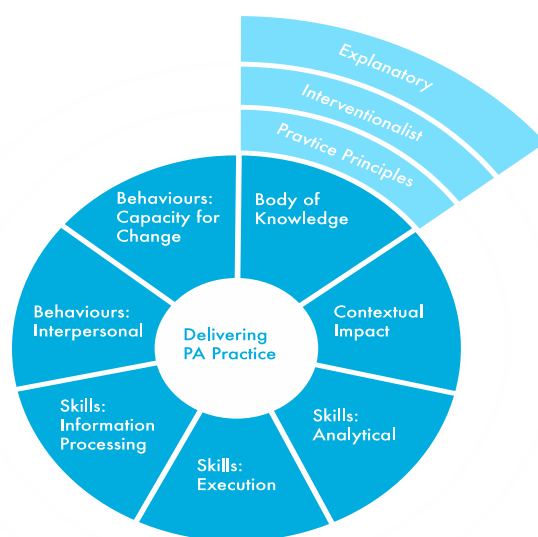 Explanatory
Interventionalist
Pravtice Principles
Body of
Knowledge
Contextual
Impact
Skills:
Analytical
Skills:
Execution
Skills:
Information
Processing
Behaviours:
Interpersonal
Behaviours:
Capacity for
Change
Delivering
PA Practice